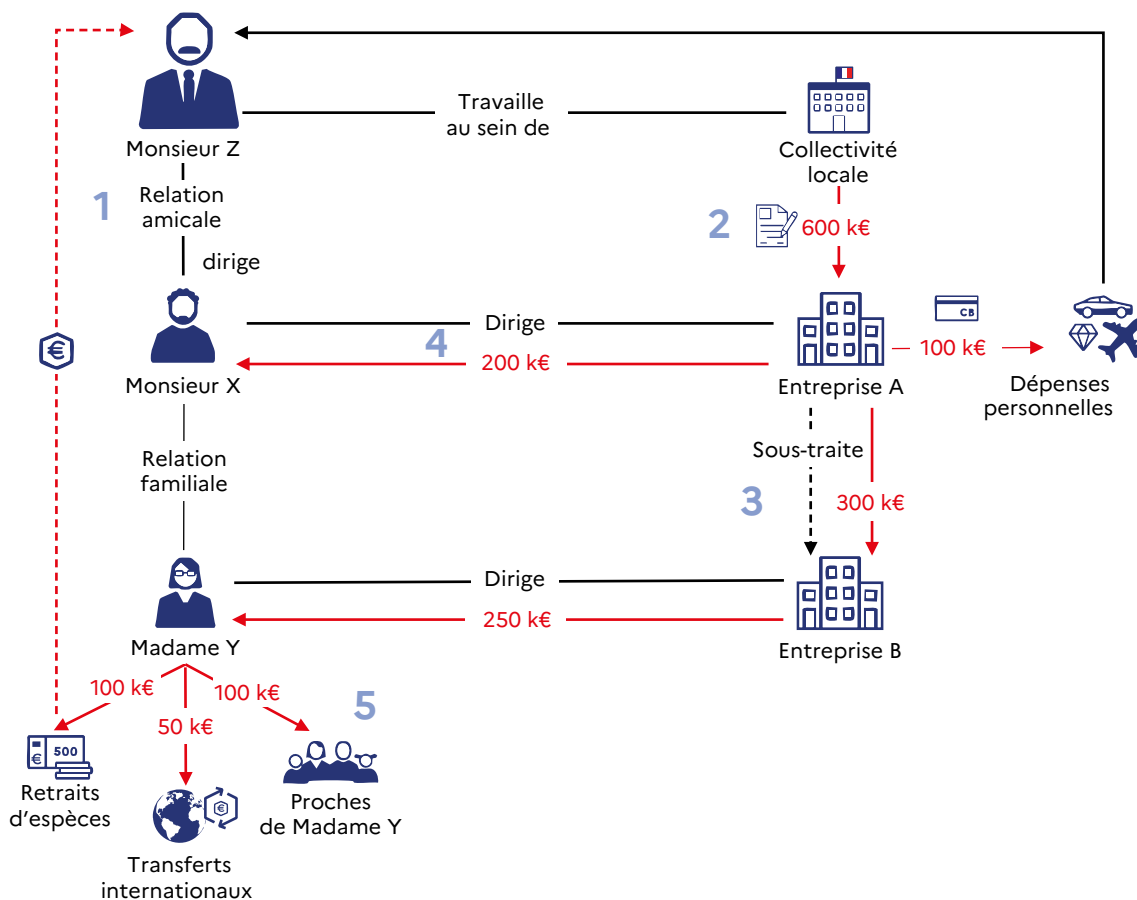 Monsieur Z
Travaille
au sein de
Collectivité
locale
1
Relation
amicale
2
600 k€
dirige
Monsieur X
Dirige
4
200 k€
Entreprise A
CB
100 k€
Dépenses
personnelles
€
Relation
familiale
Sous-traite
3
300 k€
Madame Y
Dirige
250 k€
Entreprise B
100 k€
50 k€
100 k€
5
€
500
Retraits
d'espèces
€
Transferts
internationaux
Proches
de Madame Y